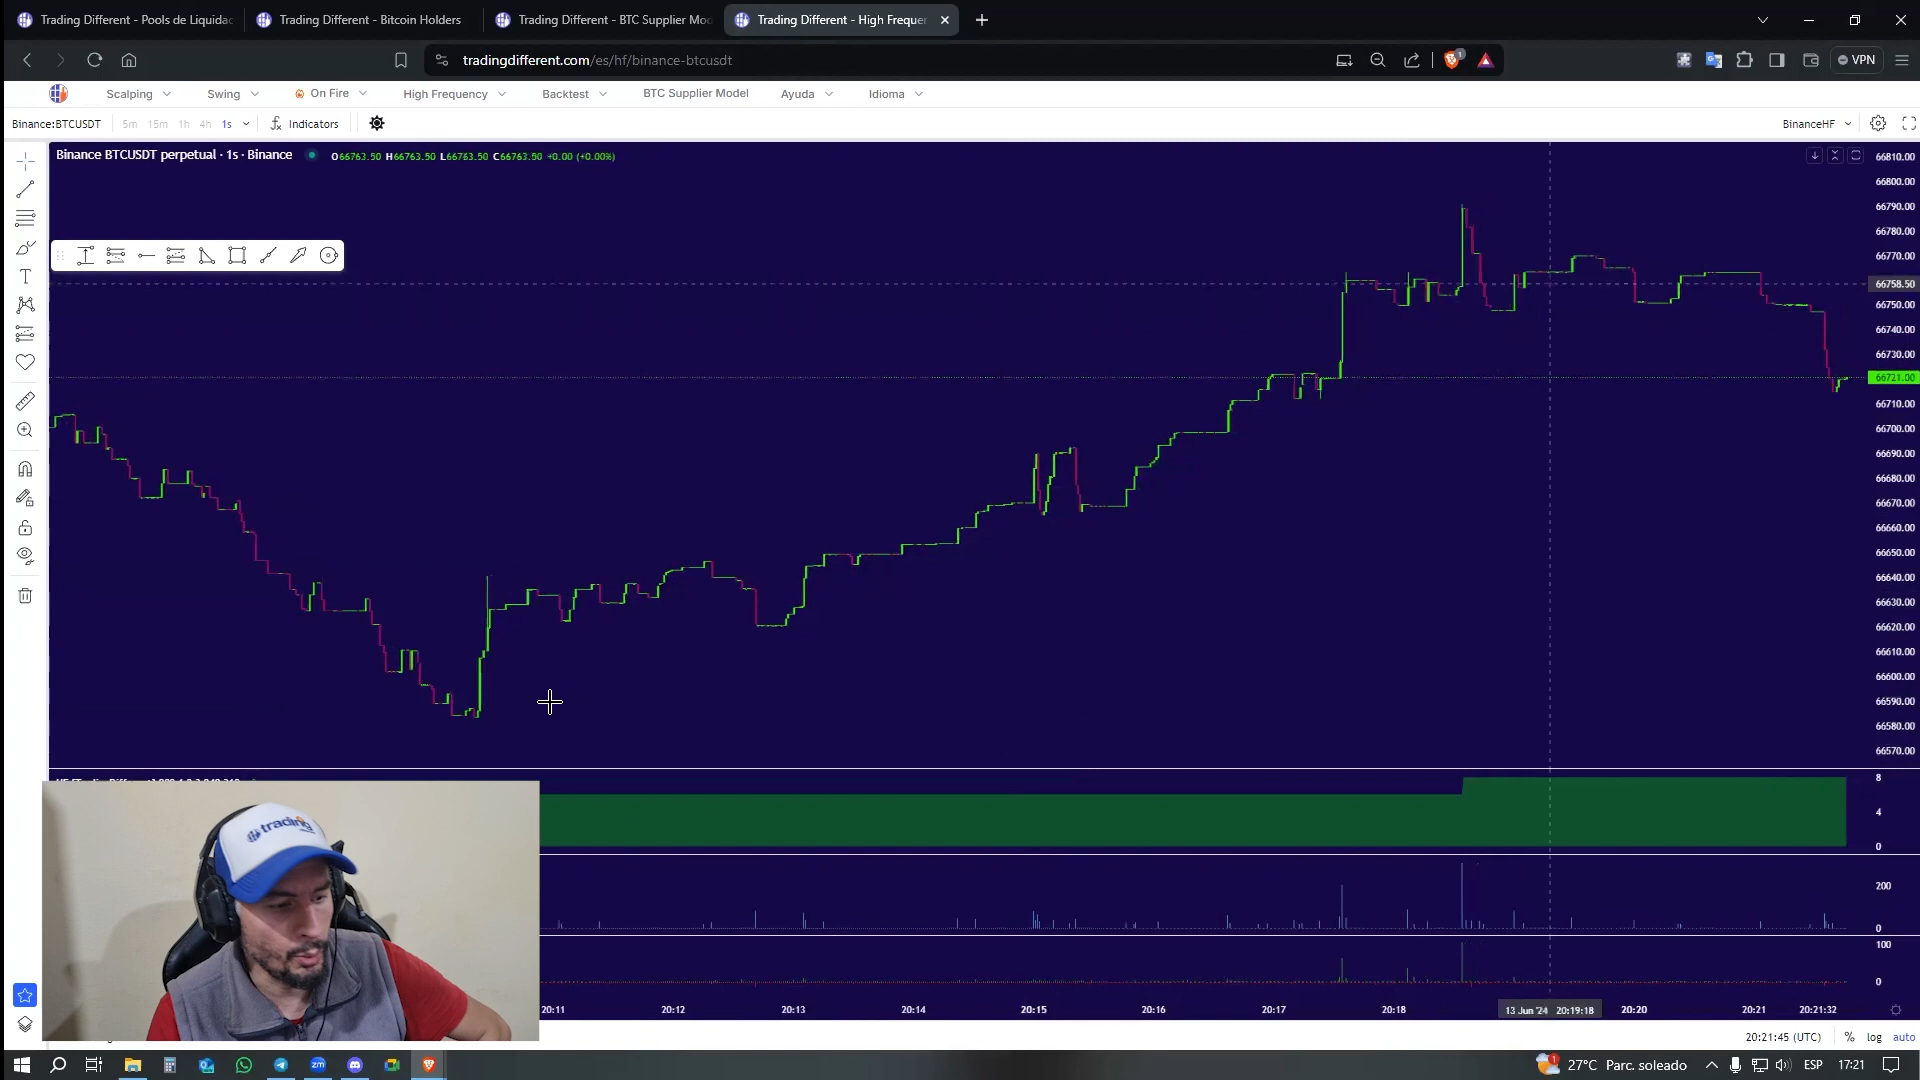 Trading Different - Pools de Liquidac
Trading Different - Bitcoin Holders
Trading Different - BTC Supplier Mod
Trading Different - High Frequen
tradingdifferent.com/es/hf/binance-btcusdt
1
VPN
Scalping
Swing
On Fire
High Frequency
Backtest
BTC Supplier Model
Ayuda
Idioma
Binance:BTCUSDT
5m
15m
1h
4h
1s
Indicators
BinanceHF
Binance BTCUSDT perpetual · 1s · Binance
O66763.50 H66763.50 L66763.50 C66763.50 +0.00 (+0.00%)
66810.00
66800.00
66790.00
66780.00
66770.00
66758.50
66750.00
66740.00
66730.00
66721.00
66710.00
66700.00
66690.00
66680.00
66670.00
66660.00
66650.00
66640.00
66630.00
66620.00
66610.00
66600.00
66590.00
66580.00
66570.00
8
4
0
200
0
100
0
trading
20:11
20:12
20:13
20:14
20:15
20:16
20:17
20:18
13 Jun '24 20:19:18
20:20
20:21
20:21:32
20:21:45 (UTC)
%
log
auto
zm
1
27°C Parc. soleado
ESP
17:21